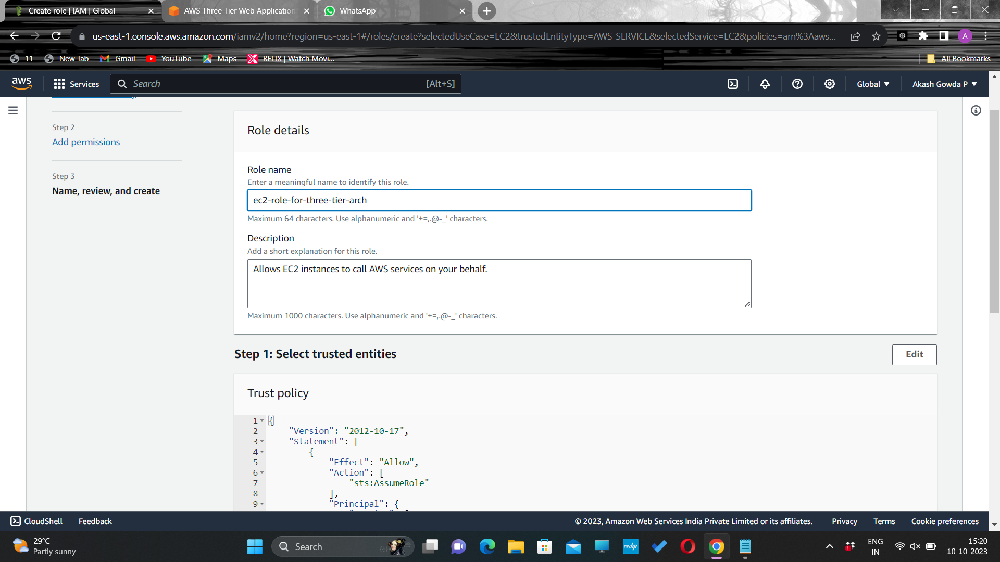 Create role | IAM | Global
AWS Three Tier Web Application
WhatsApp
us-east-1.console.aws.amazon.com/iamv2/home?region=us-east-1#/roles/create?selectedUseCase=EC2&trustedEntityType=AWS_SERVICE&selectedService=EC2&policies=arn%3Aaws...
A
11
New Tab
Gmail
YouTube
Maps
BFLIX | Watch Movi...
All Bookmarks
aws
Services
Search
[Alt+S]
Global
Akash Gowda P
Step 2
Add permissions
Step 3
Name, review, and create
Role details
Role name
Enter a meaningful name to identify this role.
ec2-role-for-three-tier-arch
Maximum 64 characters. Use alphanumeric and '+=,.@-_' characters.
Description
Add a short explanation for this role.
Allows EC2 instances to call AWS services on your behalf.
Maximum 1000 characters. Use alphanumeric and '+=,.@-_' characters.
Step 1: Select trusted entities
Edit
Trust policy
1 {
2 "Version": "2012-10-17",
3 "Statement": [
4 {
5 "Effect": "Allow",
6 "Action": [
7 "sts:AssumeRole"
8 ],
9 "Principal": {
CloudShell
Feedback
© 2023, Amazon Web Services India Private Limited or its affiliates.
Privacy
Terms
Cookie preferences
29°C
Partly sunny
Search
myhp
1
ENG
IN
15:20
10-10-2023